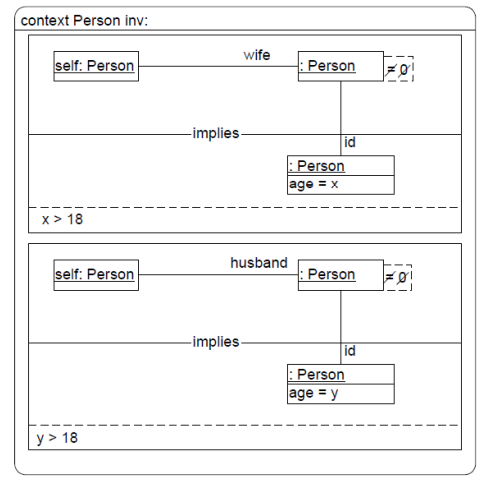 context Person inv:
wife
self: Person
: Person
≠ ∅
implies
id
: Person
age = x
x > 18
husband
self: Person
: Person
≠ ∅
implies
id
: Person
age = y
y > 18